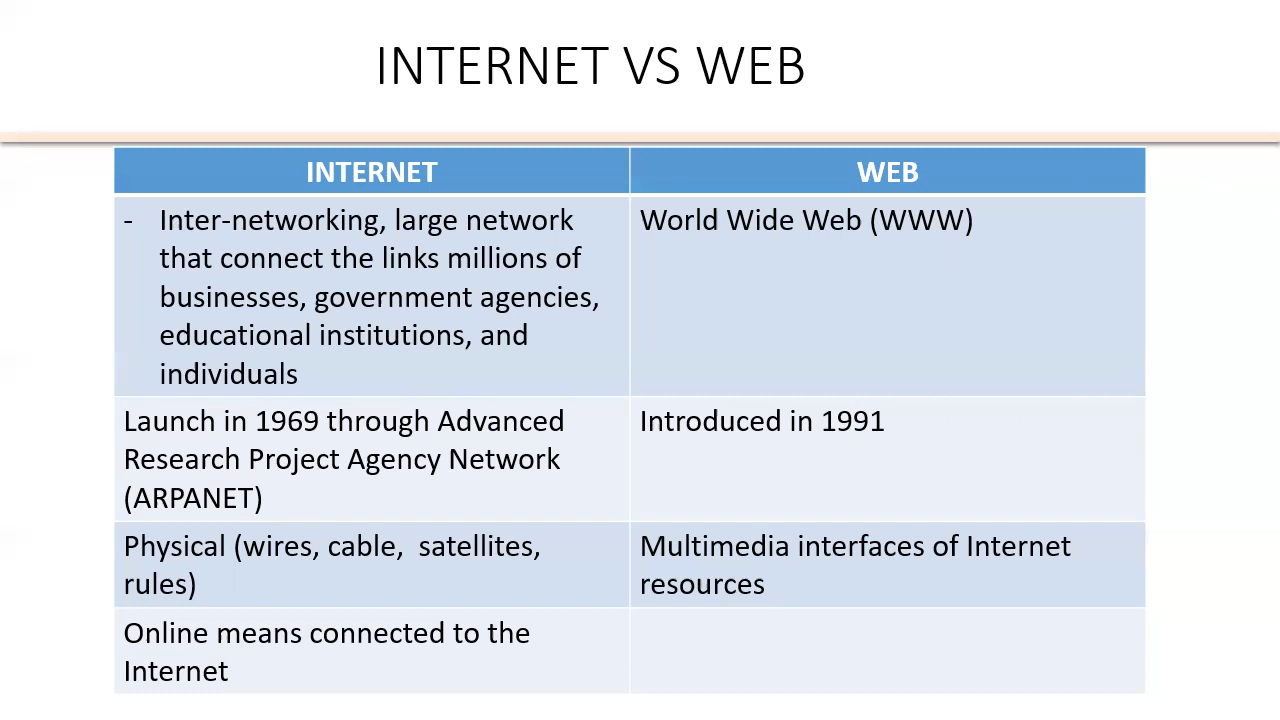 INTERNET VS WEB
INTERNET
WEB
- Inter-networking, large network
that connect the links millions of
businesses, government agencies,
educational institutions, and
individuals
World Wide Web (WWW)
Launch in 1969 through Advanced
Research Project Agency Network
(ARPANET)
Introduced in 1991
Physical (wires, cable,  satellites,
rules)
Multimedia interfaces of Internet
resources
Online means connected to the
Internet